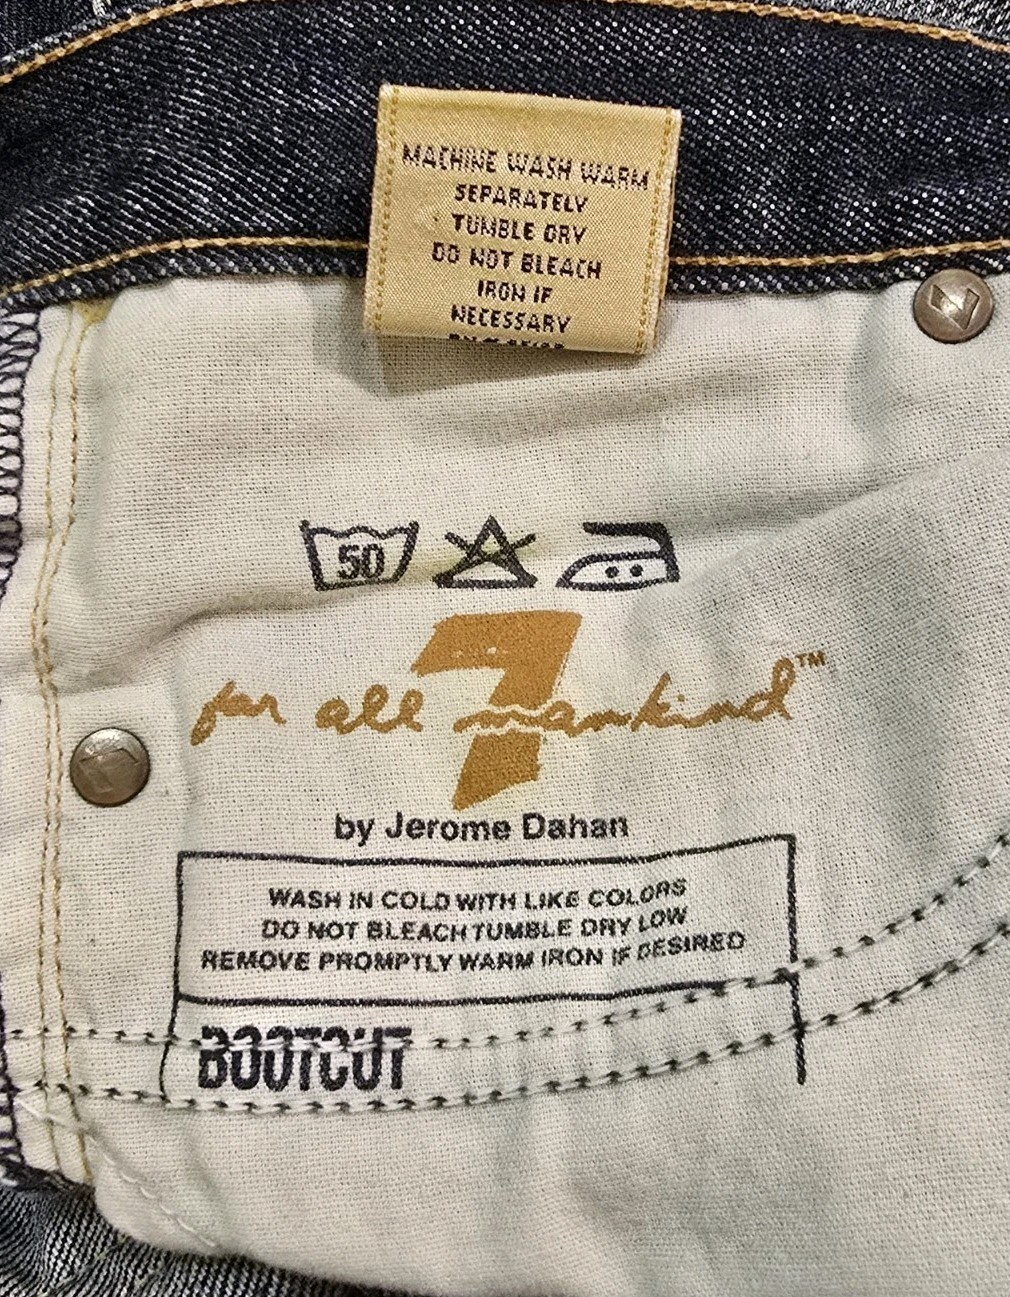 MACHINE WASH WARM
SEPARATELY
TUMBLE DRY
DO NOT BLEACH
IRON IF
NECESSARY
50
7
for all mankind™
by Jerome Dahan
WASH IN COLD WITH LIKE COLORS
DO NOT BLEACH TUMBLE DRY LOW
REMOVE PROMPTLY WARM IRON IF DESIRED
BOOTCUT